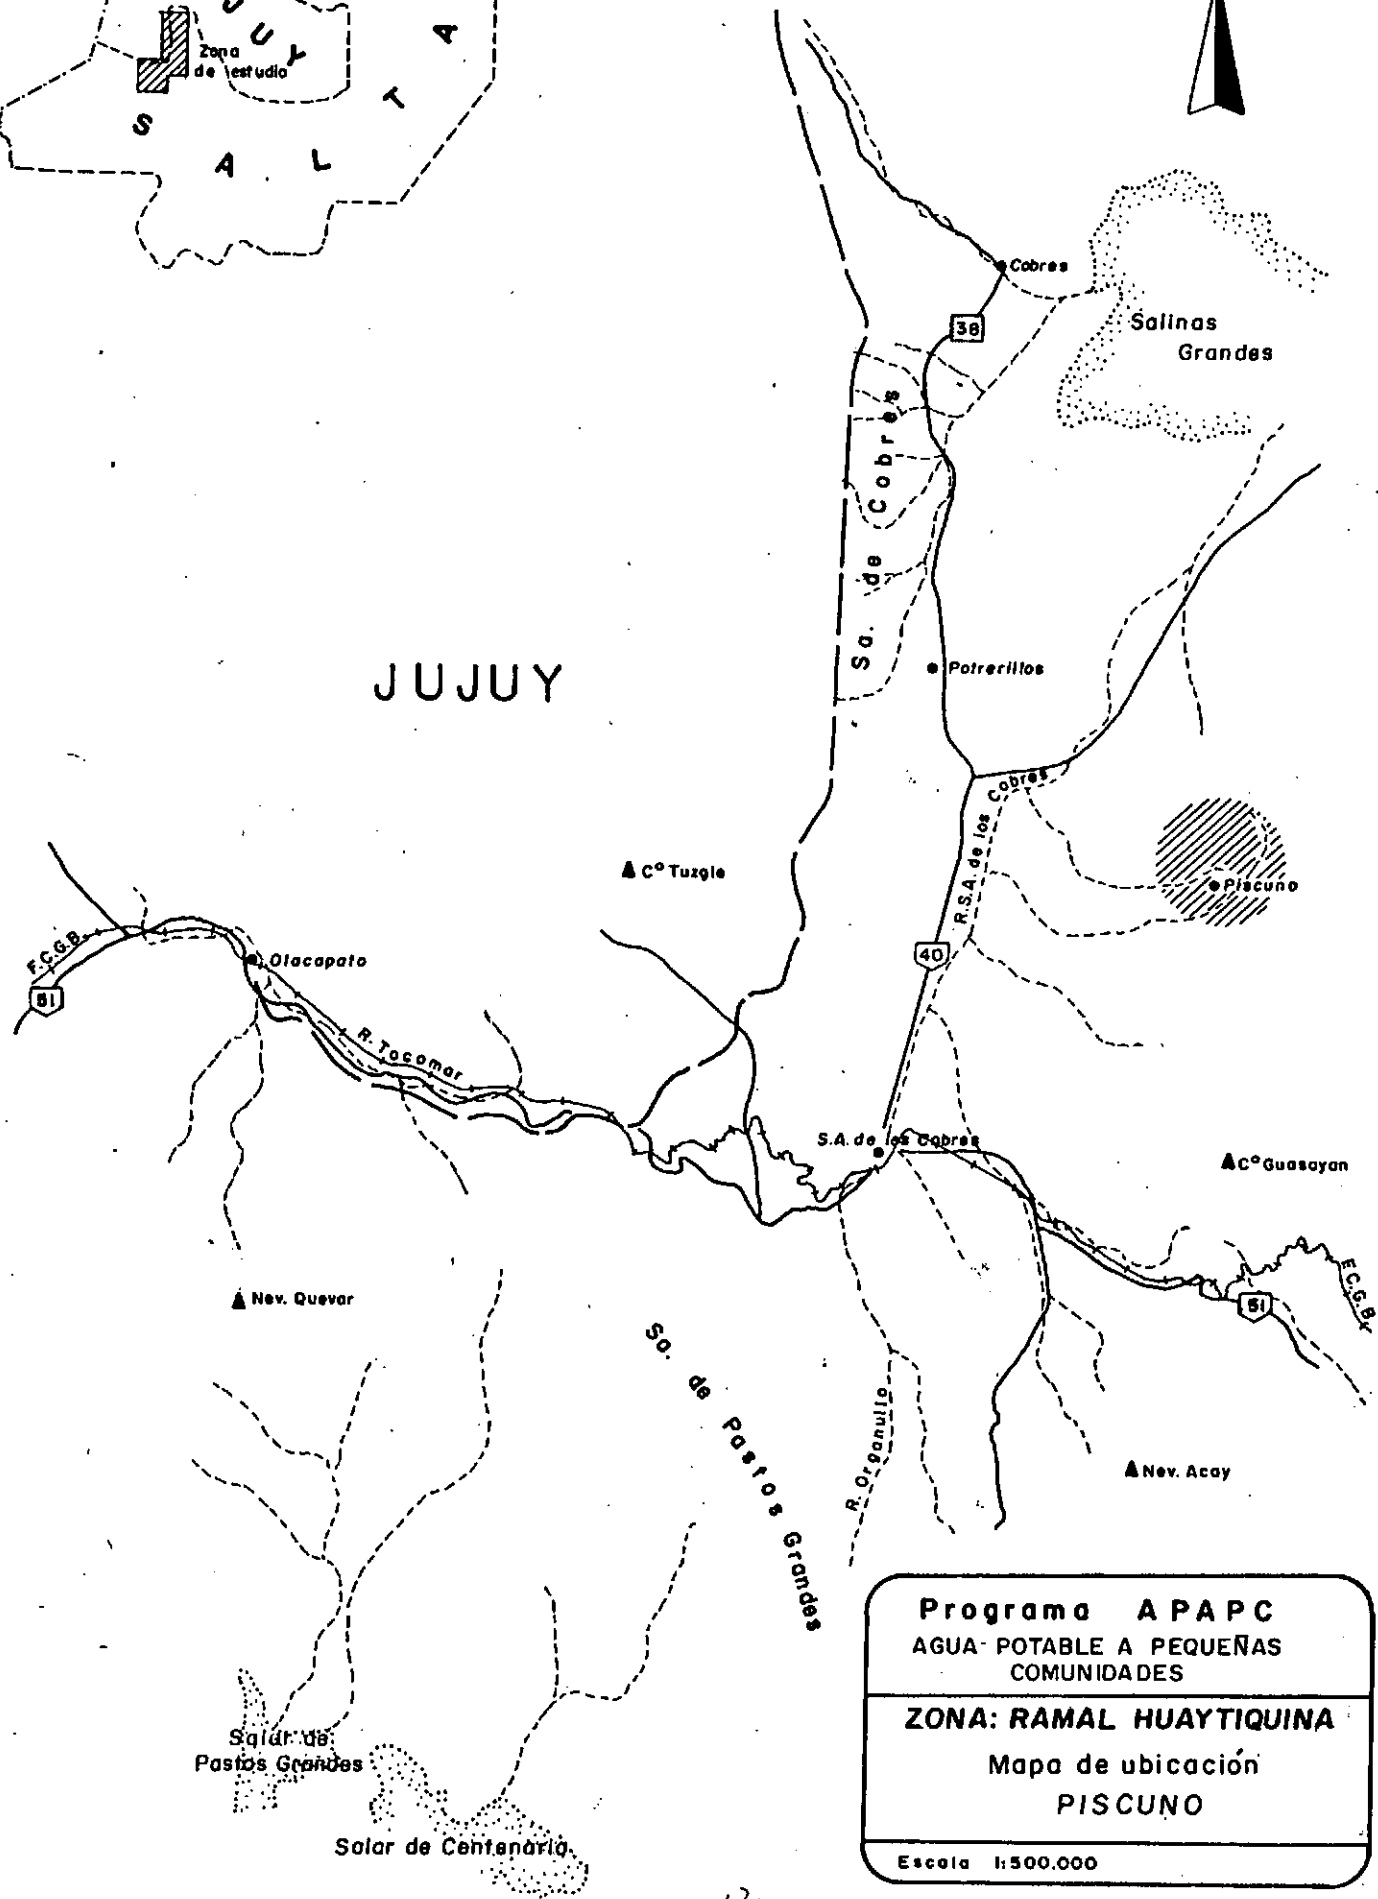 JUJUY
Zona
de estudio
SALTA
Cobres
38
Salinas
Grandes
Sa. de Cobres
JUJUY
Potrerillos
R.S.A. de los Cobres
Piscuno
C° Tuzgle
40
F.C.G.B.
51
Olacapato
R. Tocomar
S.A. de los Cobres
C° Guasayan
F.C.G.B.
51
Nev. Quevar
Sa. de Pastos Grandes
R. Organullo
Nev. Acay
Salar de
Pastos Grandes
Salar de Centenario
Programa APAPC
AGUA POTABLE A PEQUEÑAS
COMUNIDADES
ZONA: RAMAL HUAYTIQUINA
Mapa de ubicación
PISCUNO
Escala 1:500.000